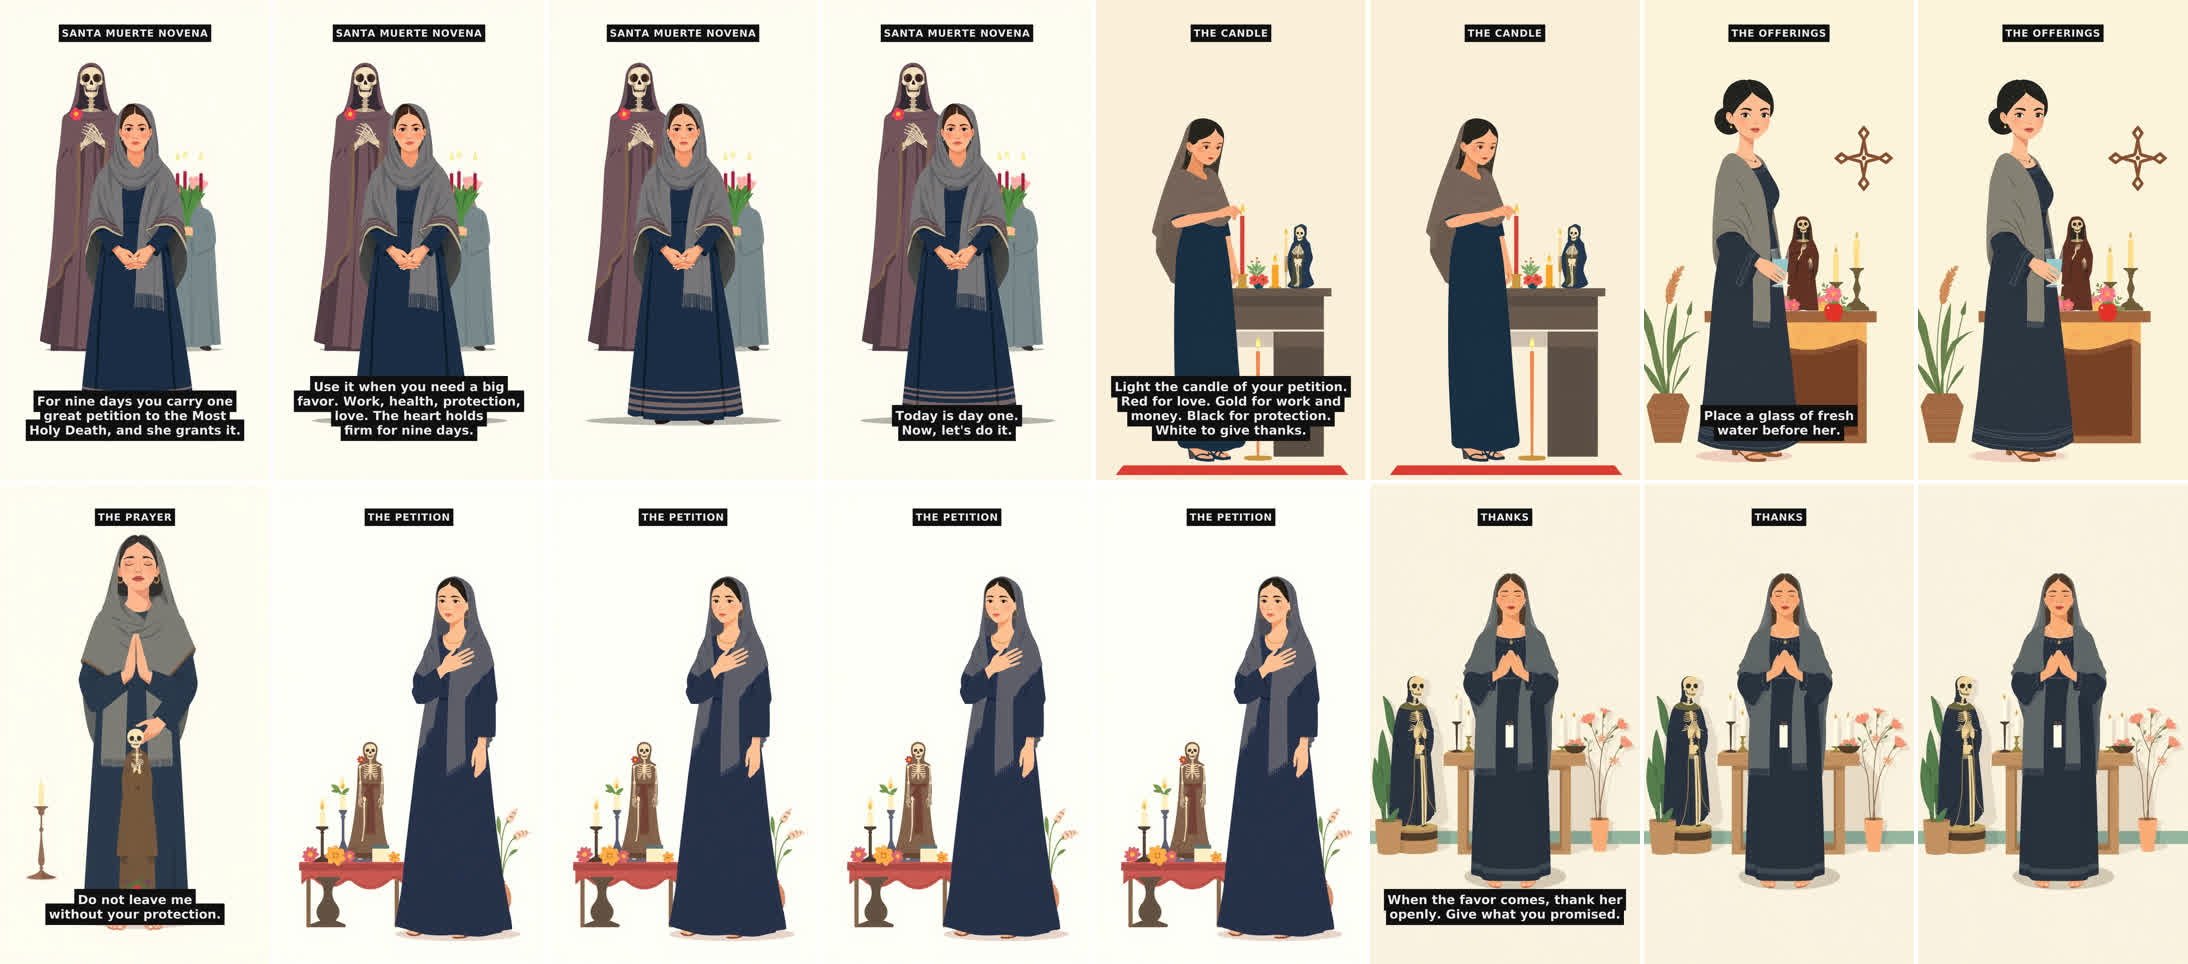 SANTA MUERTE NOVENA
For nine days you carry one
great petition to the Most
Holy Death, and she grants it.
SANTA MUERTE NOVENA
Use it when you need a big
favor. Work, health, protection,
love. The heart holds
firm for nine days.
SANTA MUERTE NOVENA
SANTA MUERTE NOVENA
Today is day one.
Now, let's do it.
THE CANDLE
Light the candle of your petition.
Red for love. Gold for work and
money. Black for protection.
White to give thanks.
THE CANDLE
THE OFFERINGS
Place a glass of fresh
water before her.
THE OFFERINGS
THE PRAYER
Do not leave me
without your protection.
THE PETITION
THE PETITION
THE PETITION
THE PETITION
THANKS
When the favor comes, thank her
openly. Give what you promised.
THANKS